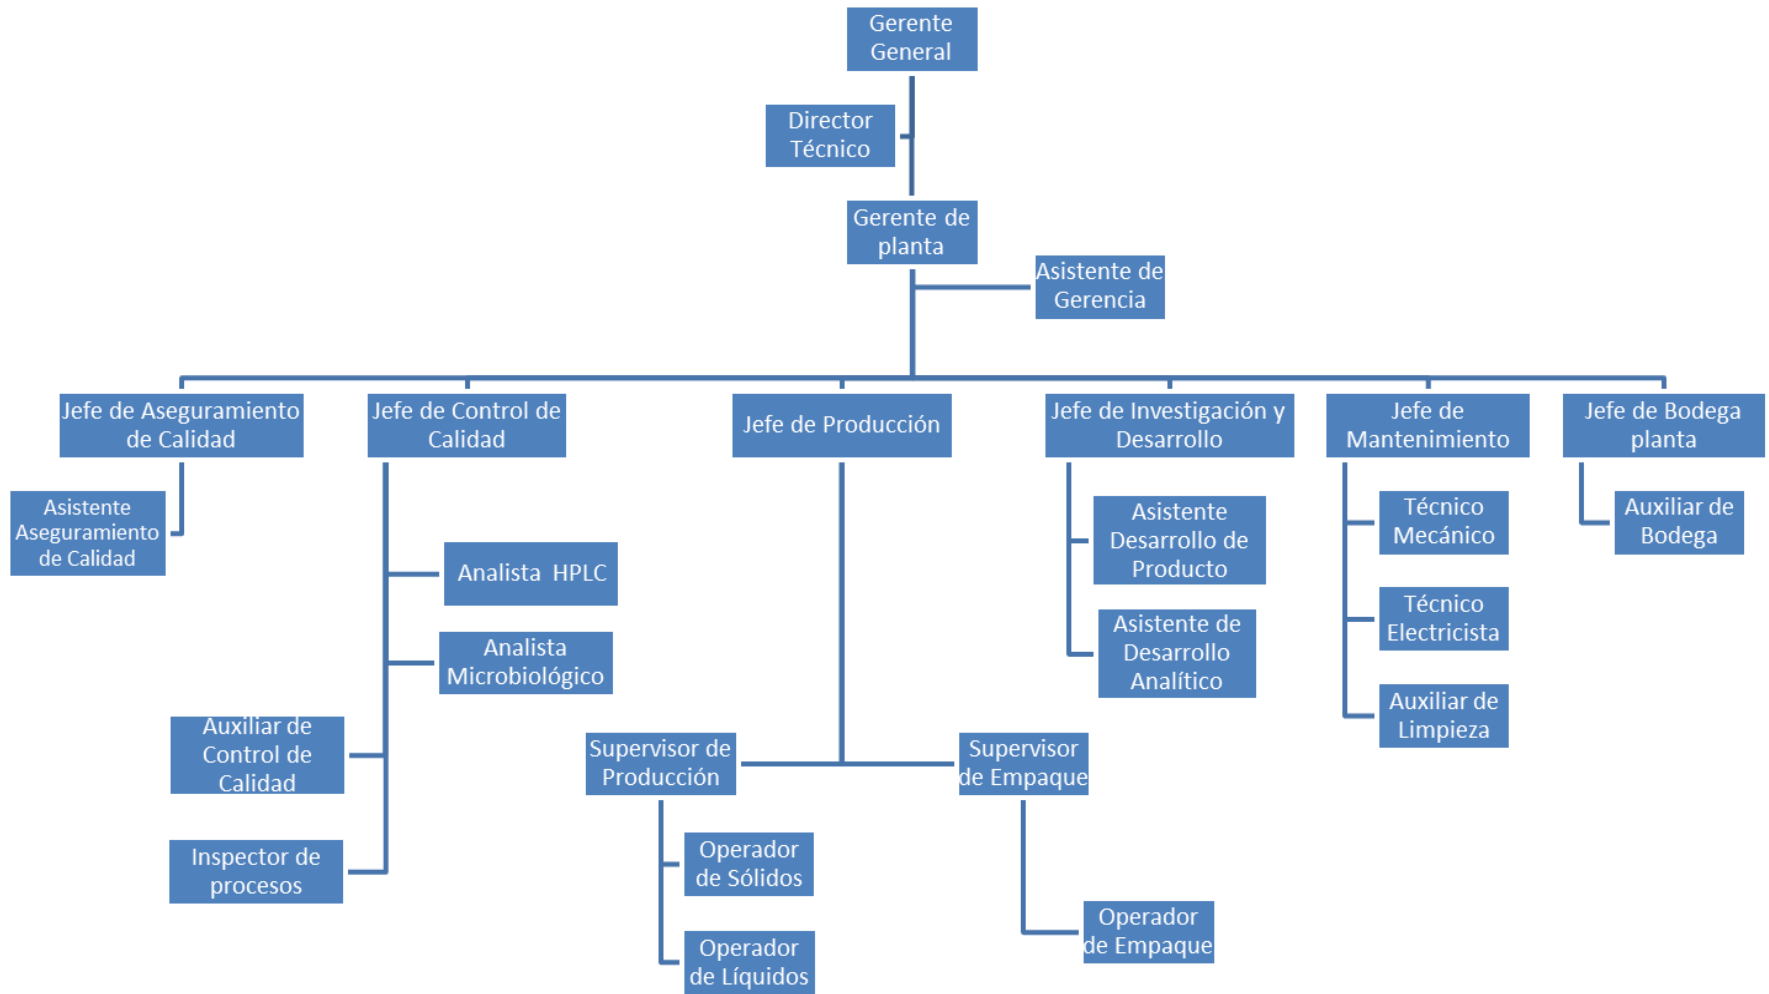 Gerente
General
Director
Técnico
Gerente de
planta
Asistente de
Gerencia
Jefe de Aseguramiento
de Calidad
Jefe de Control de
Calidad
Jefe de Producción
Jefe de Investigación y
Desarrollo
Jefe de
Mantenimiento
Jefe de Bodega
planta
Asistente
Aseguramiento
de Calidad
Analista HPLC
Analista
Microbiológico
Auxiliar de
Control de
Calidad
Inspector de
procesos
Supervisor de
Producción
Operador
de Sólidos
Operador
de Líquidos
Supervisor
de Empaque
Operador
de Empaque
Asistente
Desarrollo de
Producto
Asistente de
Desarrollo
Analítico
Técnico
Mecánico
Técnico
Electricista
Auxiliar de
Limpieza
Auxiliar de
Bodega